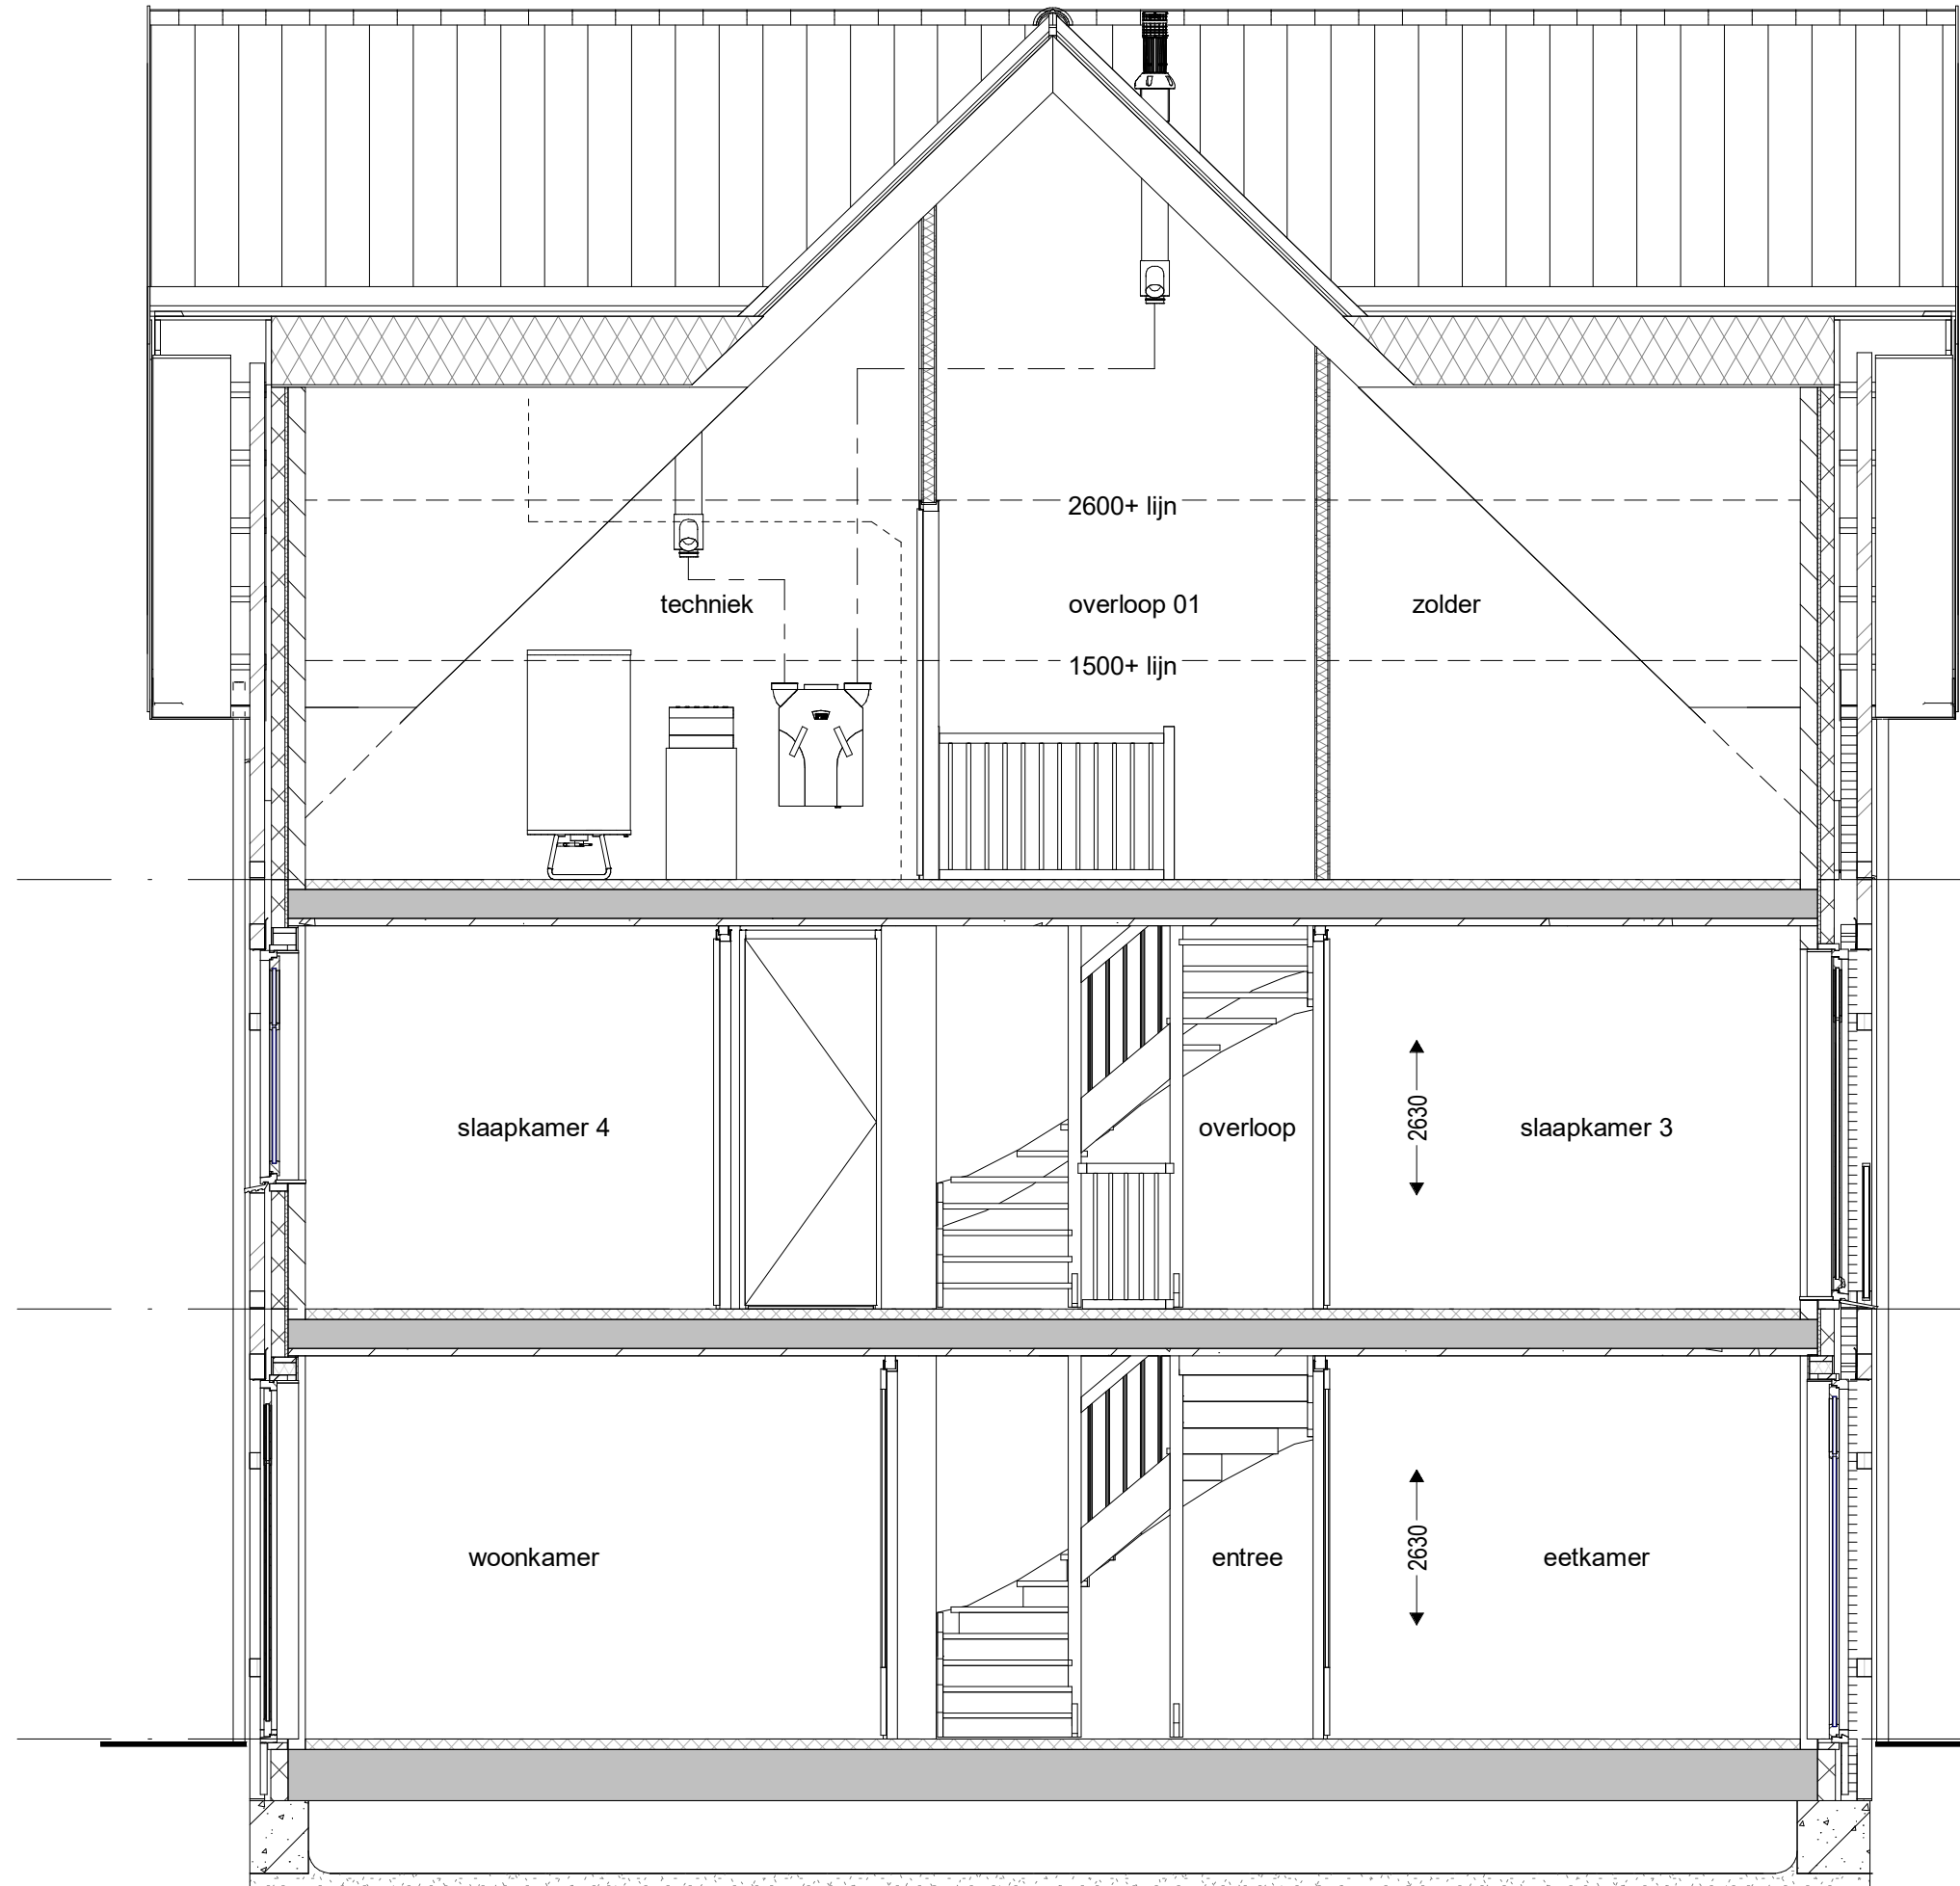 2600+ lijn
techniek
overloop 01
zolder
1500+ lijn
slaapkamer 4
overloop
2630
slaapkamer 3
woonkamer
entree
2630
eetkamer